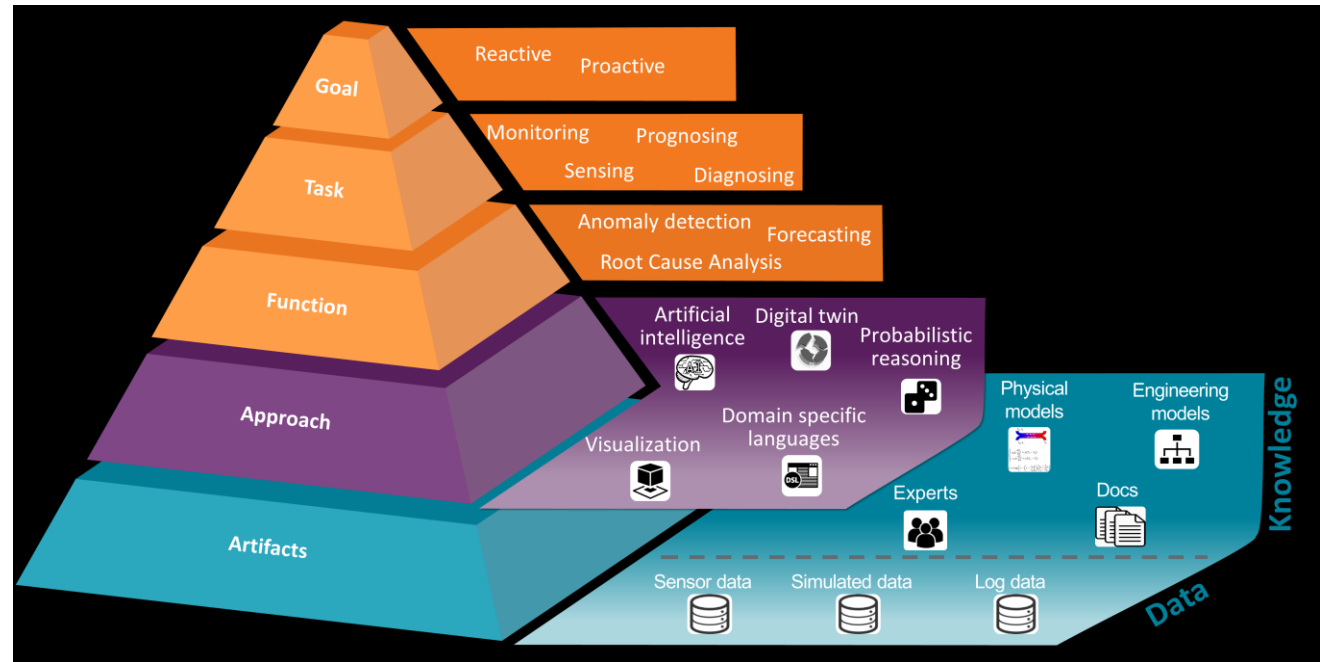 Goal
Reactive
Proactive
Task
Monitoring
Prognosing
Sensing
Diagnosing
Function
Anomaly detection
Forecasting
Root Cause Analysis
Approach
Artificial
intelligence
Digital twin
Probabilistic
reasoning
Visualization
Domain specific
languages
DSL
Artifacts
Physical
models
Engineering
models
Experts
Docs
Knowledge
Sensor data
Simulated data
Log data
Data